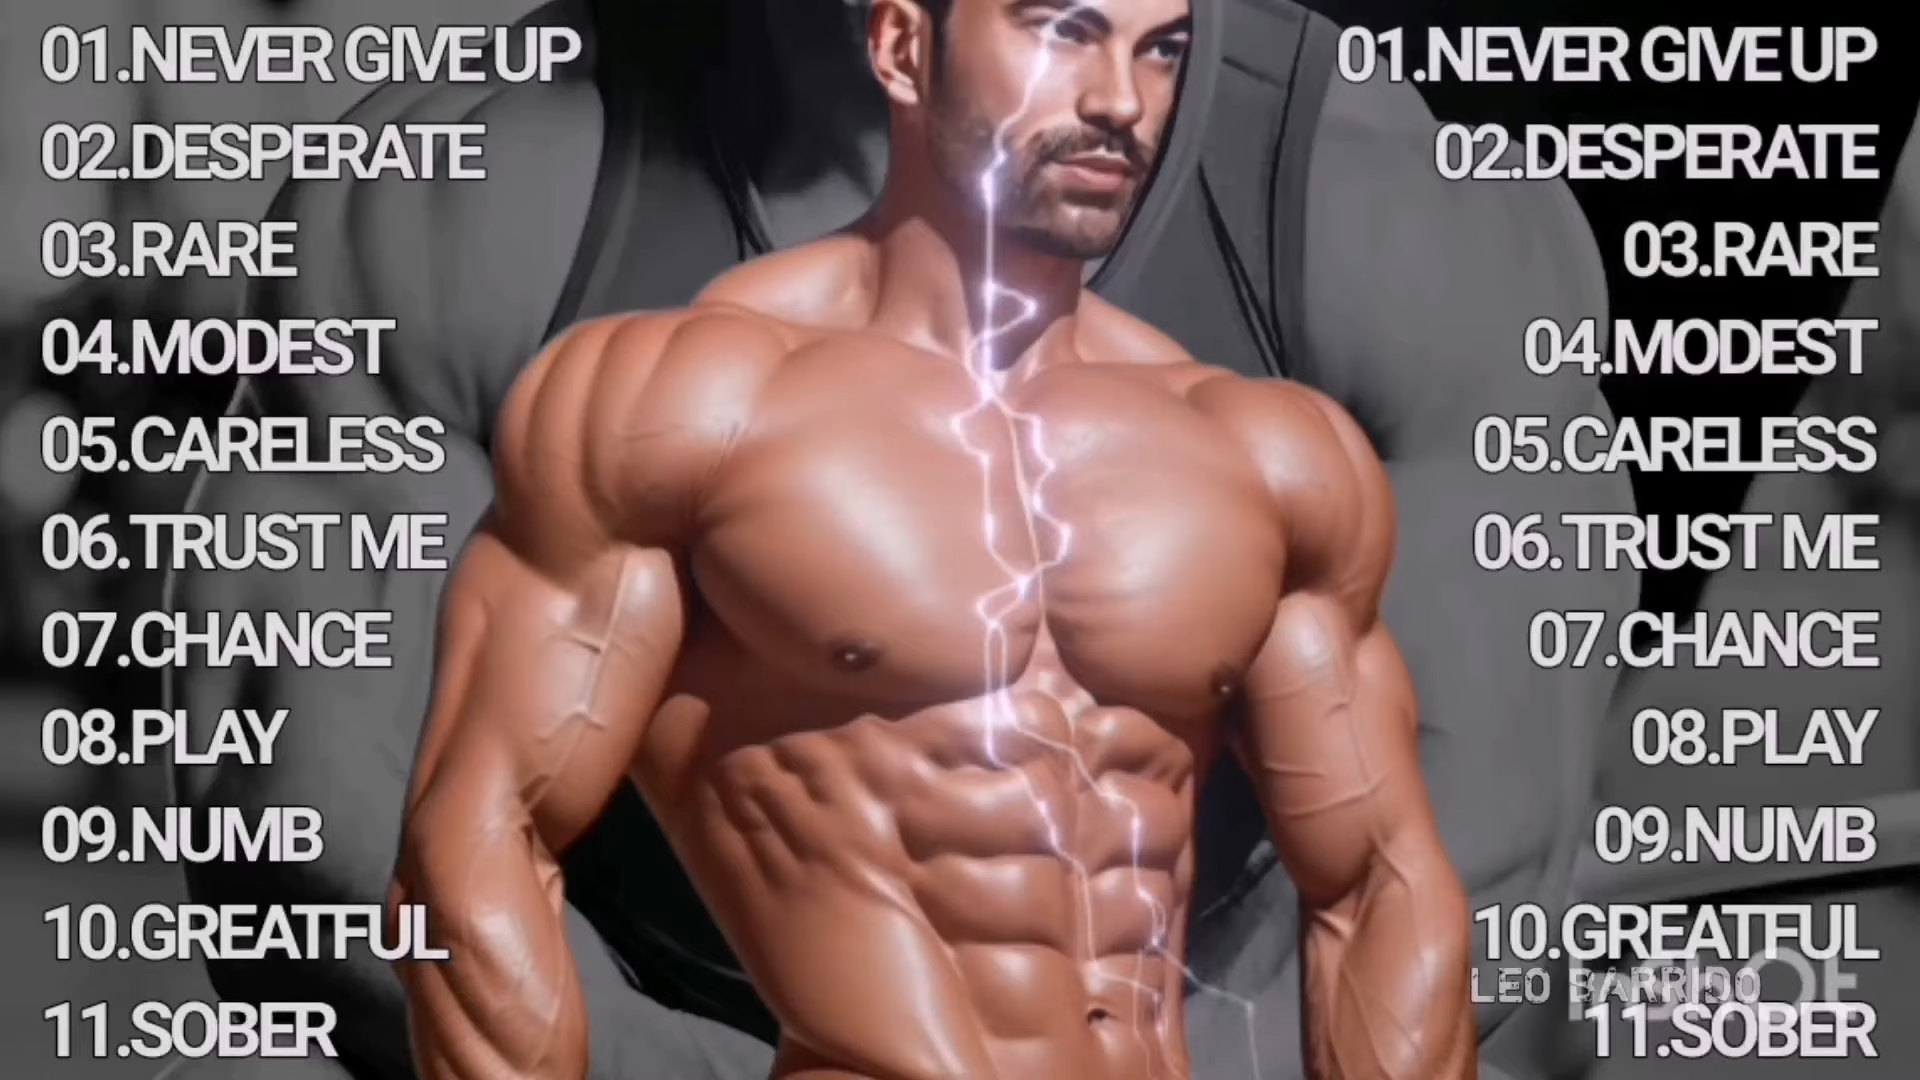 01.NEVER GIVE UP
02.DESPERATE
03.RARE
04.MODEST
05.CARELESS
06.TRUST ME
07.CHANCE
08.PLAY
09.NUMB
10.GREATFUL
11.SOBER
01.NEVER GIVE UP
02.DESPERATE
03.RARE
04.MODEST
05.CARELESS
06.TRUST ME
07.CHANCE
08.PLAY
09.NUMB
10.GREATFUL
LEO BARRIDO
11.SOBER